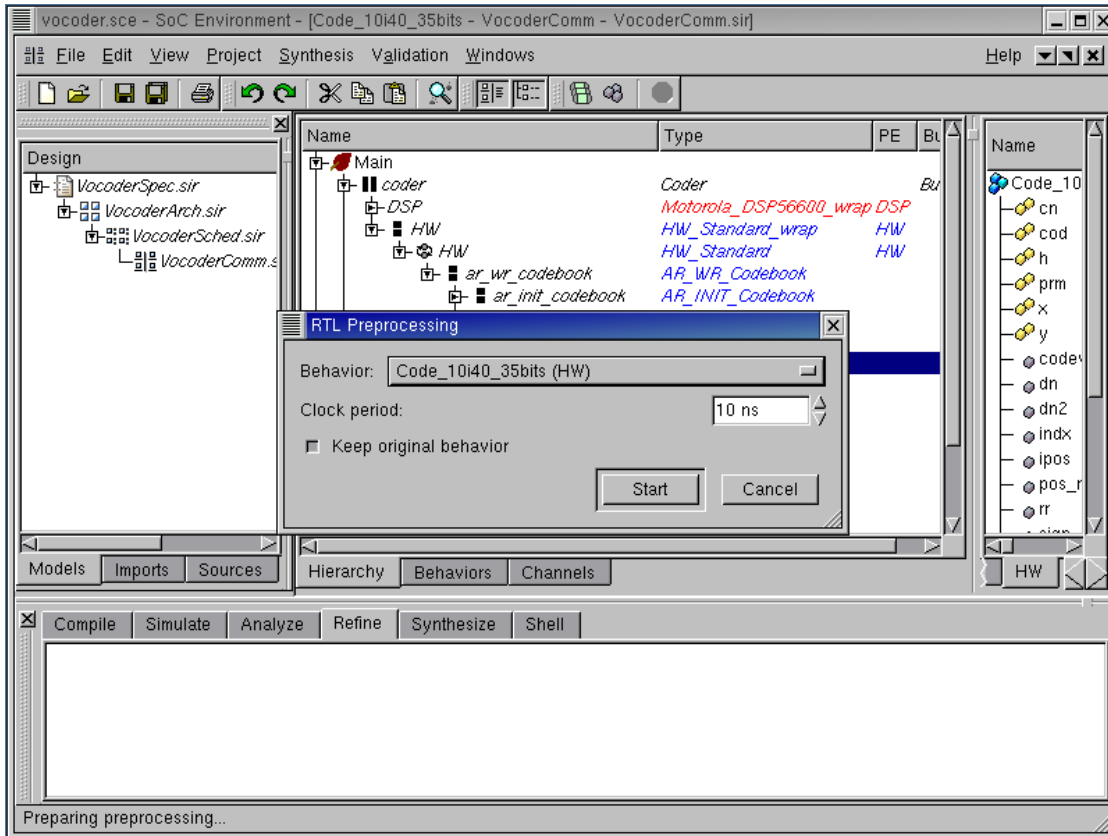 vocoder.sce - SoC Environment - [Code_10i40_35bits - VocoderComm - VocoderComm.sir]
File Edit View Project Synthesis Validation Windows Help
Design
VocoderSpec.sir
VocoderArch.sir
VocoderSched.sir
VocoderComm.s
Models Imports Sources
Name Type PE Bu
Main
coder Coder Bu
DSP Motorola_DSP56600_wrap DSP
HW HW_Standard_wrap HW
HW HW_Standard HW
ar_wr_codebook AR_WR_Codebook
ar_init_codebook AR_INIT_Codebook
Hierarchy Behaviors Channels
Name
Code_10
cn
cod
h
prm
x
y
codev
dn
dn2
indx
ipos
pos_r
rr
HW
RTL Preprocessing
Behavior: Code_10i40_35bits (HW)
Clock period: 10 ns
Keep original behavior
Start Cancel
Compile Simulate Analyze Refine Synthesize Shell
Preparing preprocessing...